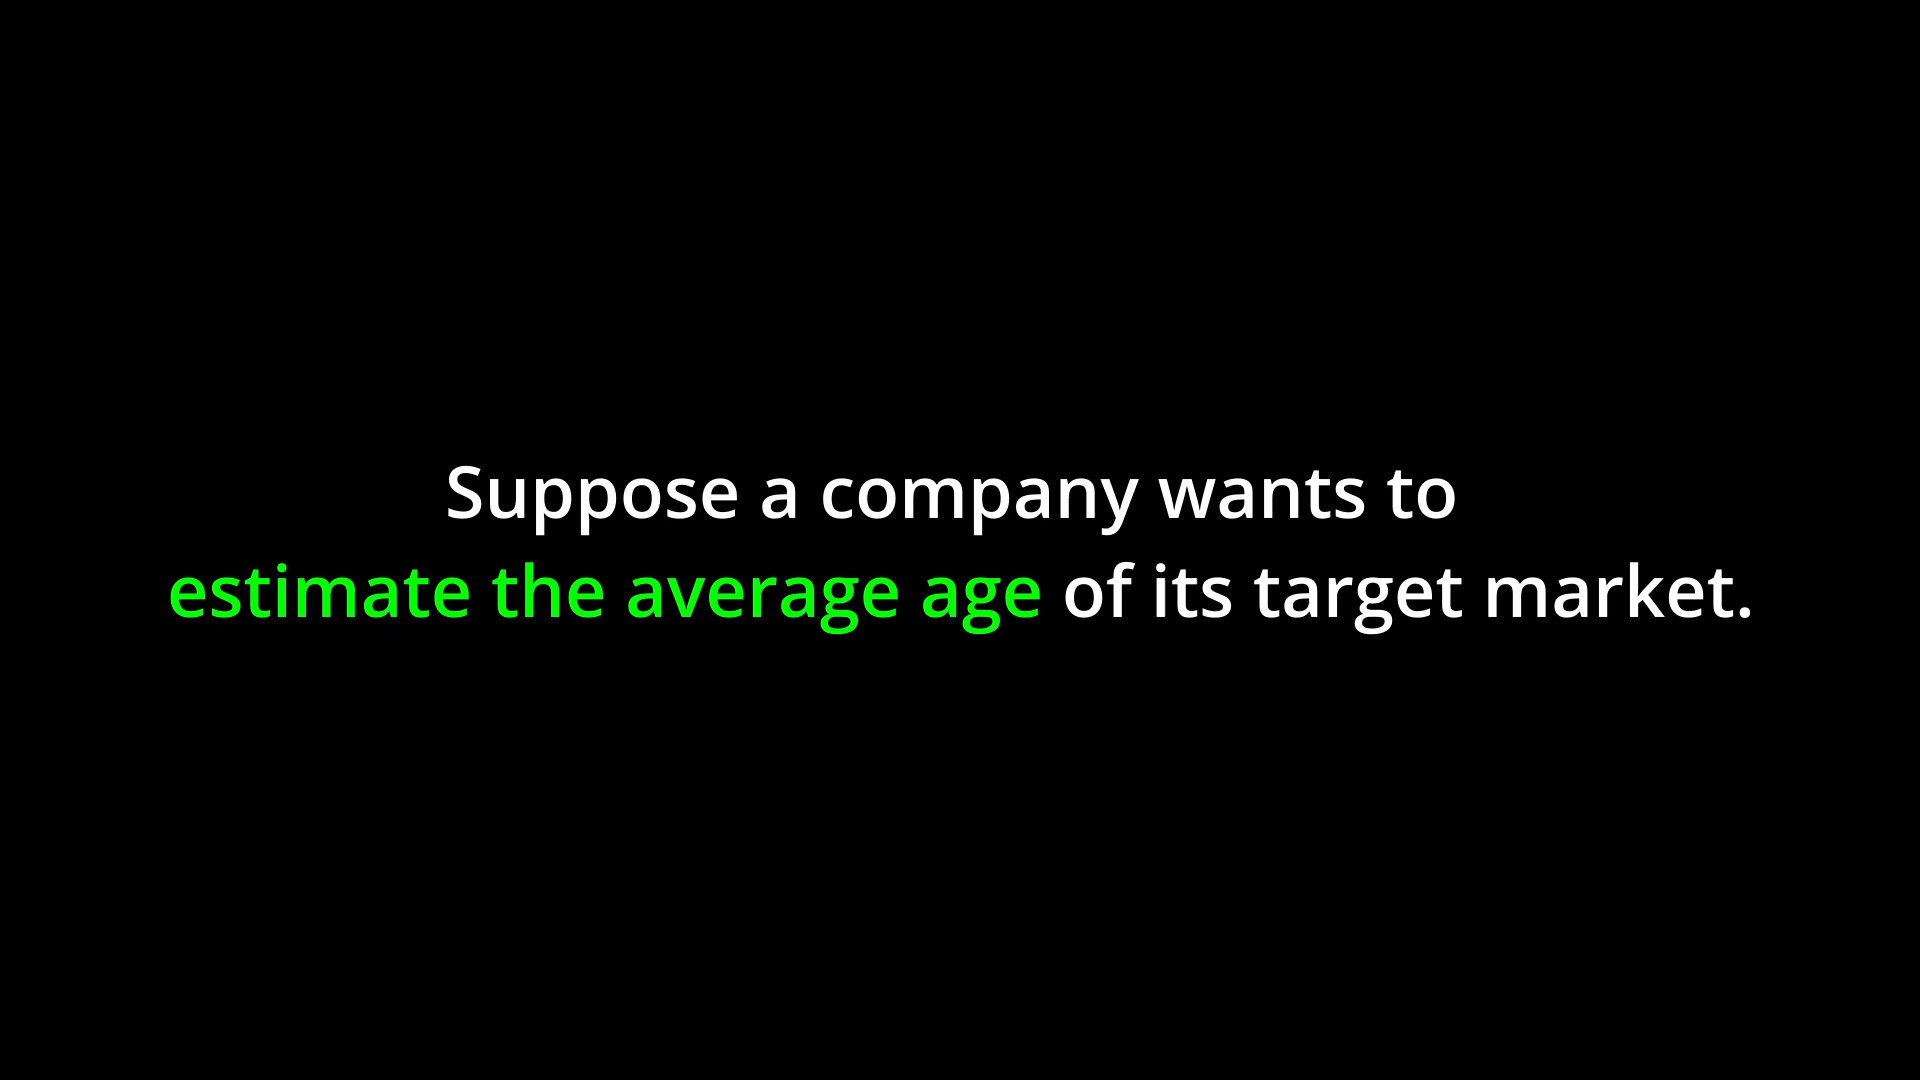 Suppose a company wants to
estimate the average age of its target market.